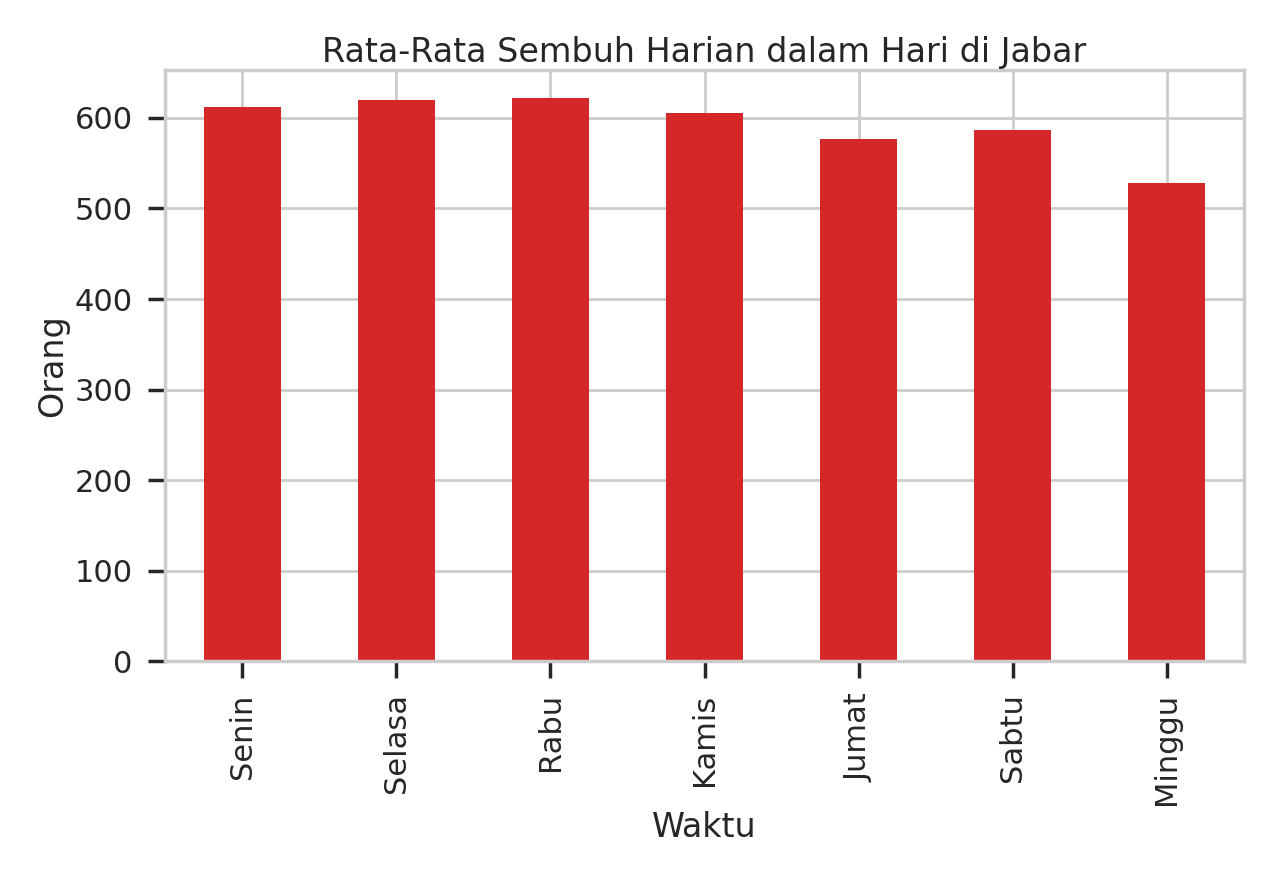 Rata-Rata Sembuh Harian dalam Hari di Jabar
600
500
400
300
200
100
0
Orang
Senin
Selasa
Rabu
Kamis
Jumat
Sabtu
Minggu
Waktu